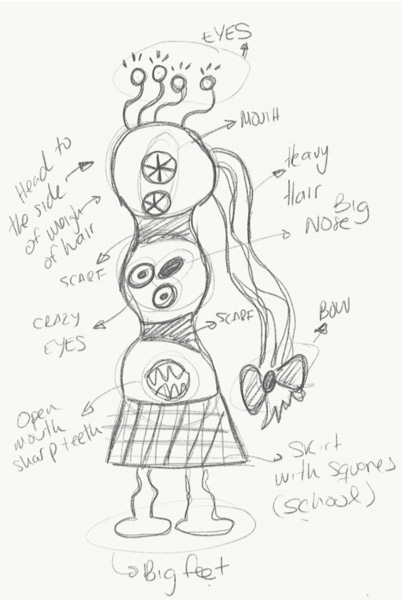 EYES
MOUTH
Head to
the side
of weigh
of hair
Heavy
Hair
Big
Nose
SCARF
CRAZY
EYES
SCARF
BOW
Open
mouth
sharp teeth
Skirt
with squares
(school)
Big feet